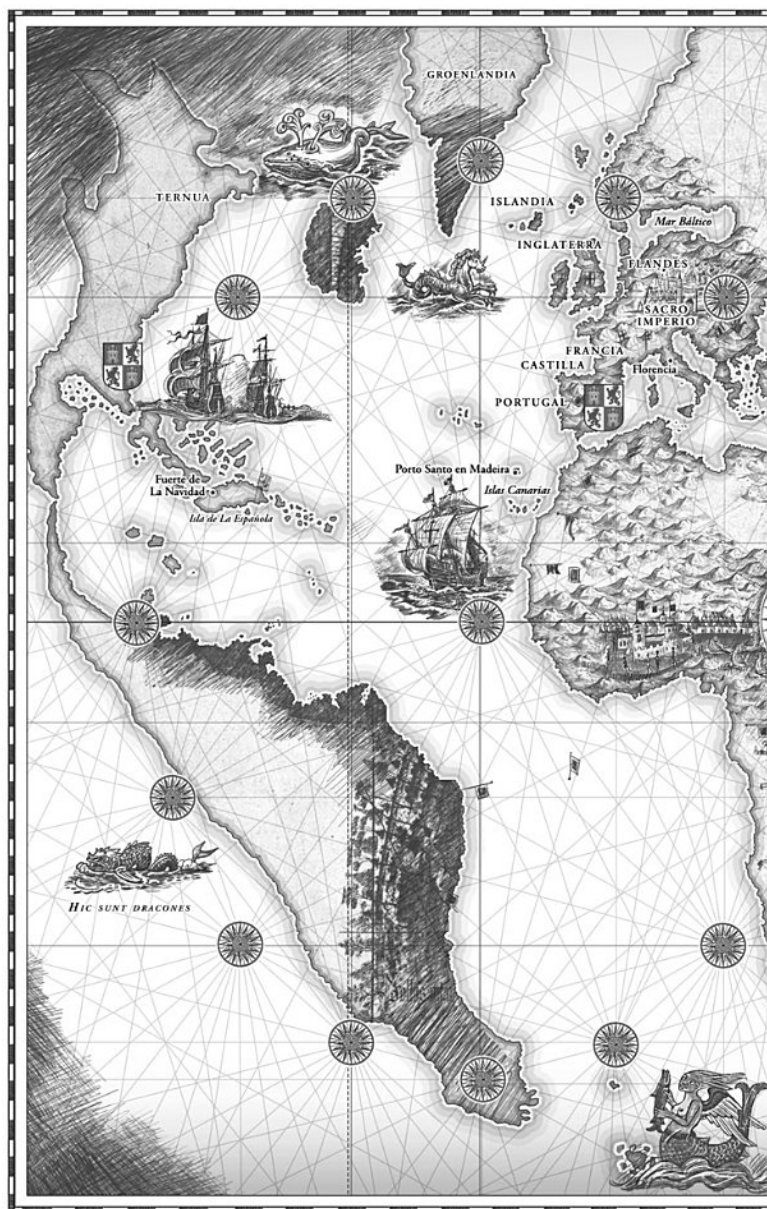 GROENLANDIA
TERNUA
ISLANDIA
Mar Báltico
INGLATERRA
FLANDES
SACRO
IMPERIO
FRANCIA
CASTILLA
Florencia
PORTUGAL
Porto Santo en Madeira
Fuerte de
La Navidad
Islas Canarias
Isla de La Española
HIC SUNT DRACONES